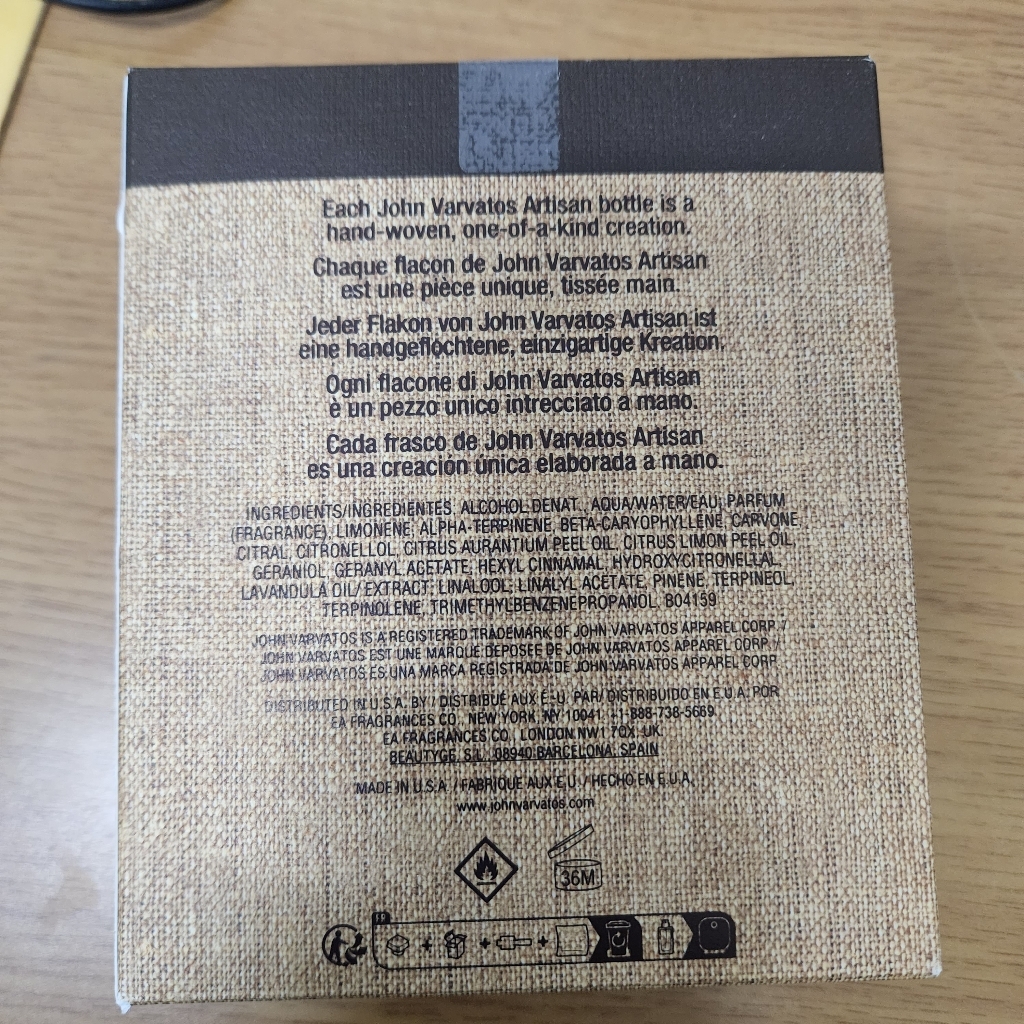 Each John Varvatos Artisan bottle is a
hand-woven, one-of-a-kind creation.
Chaque flacon de John Varvatos Artisan
est une pièce unique, tissée main.
Jeder Flakon von John Varvatos Artisan ist
eine handgeflochtene, einzigartige Kreation.
Ogni flacone di John Varvatos Artisan
è un pezzo unico intrecciato a mano.
Cada frasco de John Varvatos Artisan
es una creación única elaborada a mano.
INGREDIENTS/INGREDIENTES: ALCOHOL DENAT., AQUA/WATER/EAU, PARFUM
(FRAGRANCE), LIMONENE, ALPHA-TERPINENE, BETA-CARYOPHYLLENE, CARVONE,
CITRAL, CITRONELLOL, CITRUS AURANTIUM PEEL OIL, CITRUS LIMON PEEL OIL,
GERANIOL, GERANYL ACETATE, HEXYL CINNAMAL, HYDROXYCITRONELLAL,
LAVANDULA OIL/ EXTRACT, LINALOOL, LINALYL ACETATE, PINENE, TERPINEOL,
TERPINOLENE, TRIMETHYLBENZENEPROPANOL. B04159
JOHN VARVATOS IS A REGISTERED TRADEMARK OF JOHN VARVATOS APPAREL CORP. /
JOHN VARVATOS EST UNE MARQUE DÉPOSÉE DE JOHN VARVATOS APPAREL CORP. /
JOHN VARVATOS ES UNA MARCA REGISTRADA DE JOHN VARVATOS APPAREL CORP.
DISTRIBUTED IN U.S.A. BY / DISTRIBUÉ AUX É.-U. PAR / DISTRIBUIDO EN E.U.A. POR
EA FRAGRANCES CO., NEW YORK, NY 10041. +1-888-738-5669.
EA FRAGRANCES CO., LONDON NW1 7QX. UK.
BEAUTYGE, S.L., 08940 BARCELONA, SPAIN
MADE IN U.S.A. / FABRIQUÉ AUX É.U. / HECHO EN E.U.A.
www.johnvarvatos.com
36M
FR